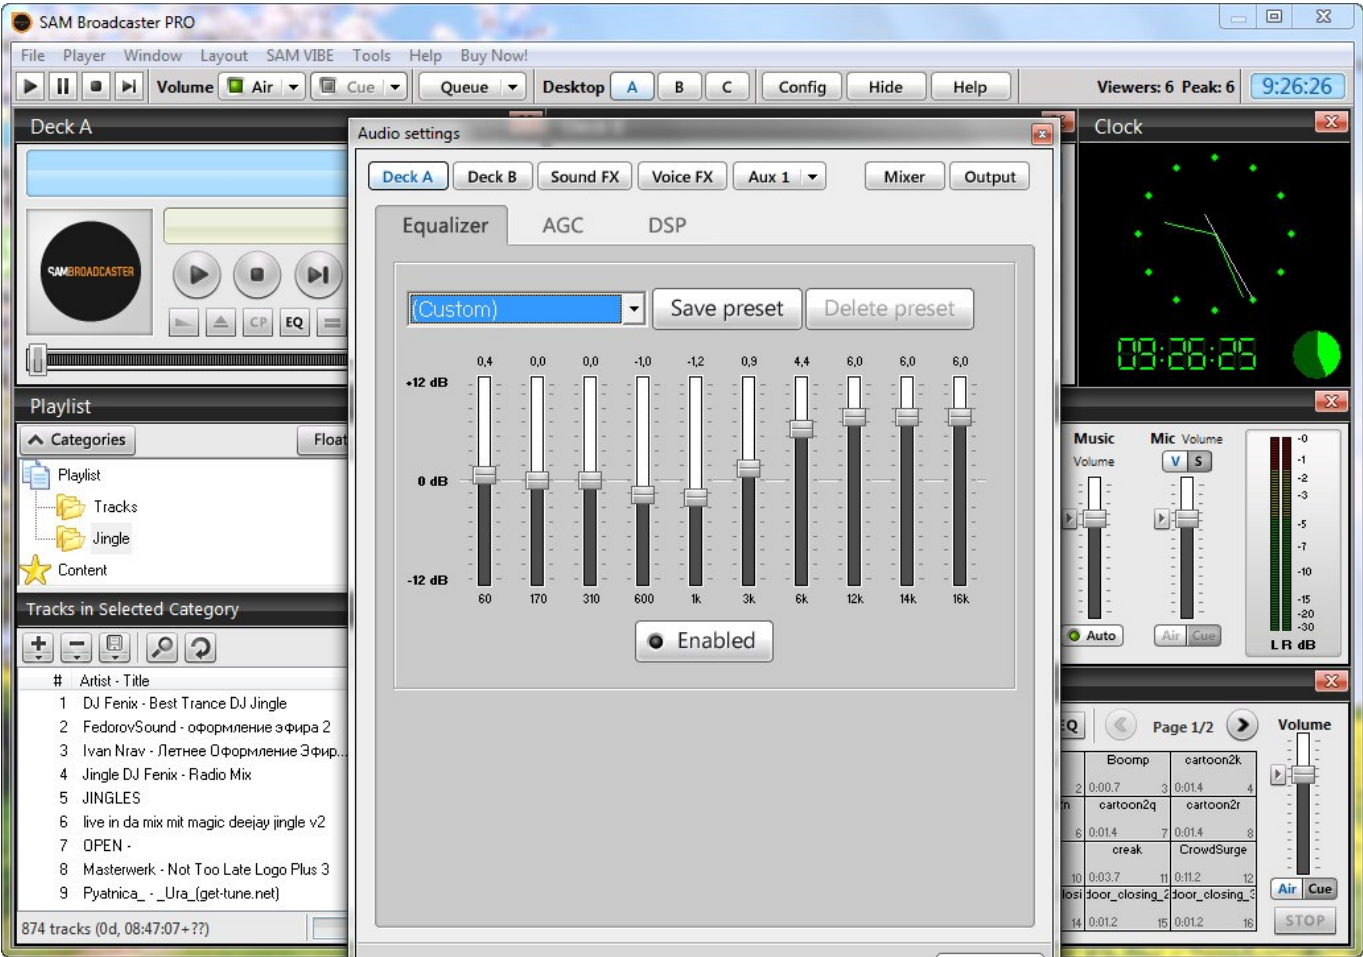 SAM Broadcaster PRO
File Player Window Layout SAM VIBE Tools Help Buy Now!
Volume Air Cue Queue Desktop A B C Config Hide Help Viewers: 6 Peak: 6 9:26:26
Deck A
Audio settings
Clock
Deck A Deck B Sound FX Voice FX Aux 1 Mixer Output
Equalizer AGC DSP
SAMBROADCASTER
CP EQ
(Custom) Save preset Delete preset
09:26:25
0,4 0,0 0,0 -1,0 -1,2 0,9 4,4 6,0 6,0 6,0
+12 dB
0 dB
-12 dB
60 170 310 600 1k 3k 6k 12k 14k 16k
Enabled
Playlist
Categories Float
Playlist
Tracks
Jingle
Content
Music Mic Volume
Volume V S
-0
-1
-2
-3
-5
-7
-10
-15
-20
-30
Auto Air Cue
L R dB
Tracks in Selected Category
# Artist - Title
1 DJ Fenix - Best Trance DJ Jingle
2 FedorovSound - оформление эфира 2
3 Ivan Nrav - Летнее Оформление Эфир...
4 Jingle DJ Fenix - Radio Mix
5 JINGLES
6 live in da mix mit magic deejay jingle v2
7 OPEN -
8 Masterwerk - Not Too Late Logo Plus 3
9 Pyatnica_ - _Ura_(get-tune.net)
874 tracks (0d, 08:47:07+??)
EQ Page 1/2 Volume
Boomp cartoon2k
2 0:00.7 3 0:01.4 4
cartoon2q cartoon2r
6 0:01.4 7 0:01.4 8
creak CrowdSurge
10 0:03.7 11 0:11.2 12
door_closing_2 door_closing_3
14 0:01.2 15 0:01.2 16
Air Cue
STOP